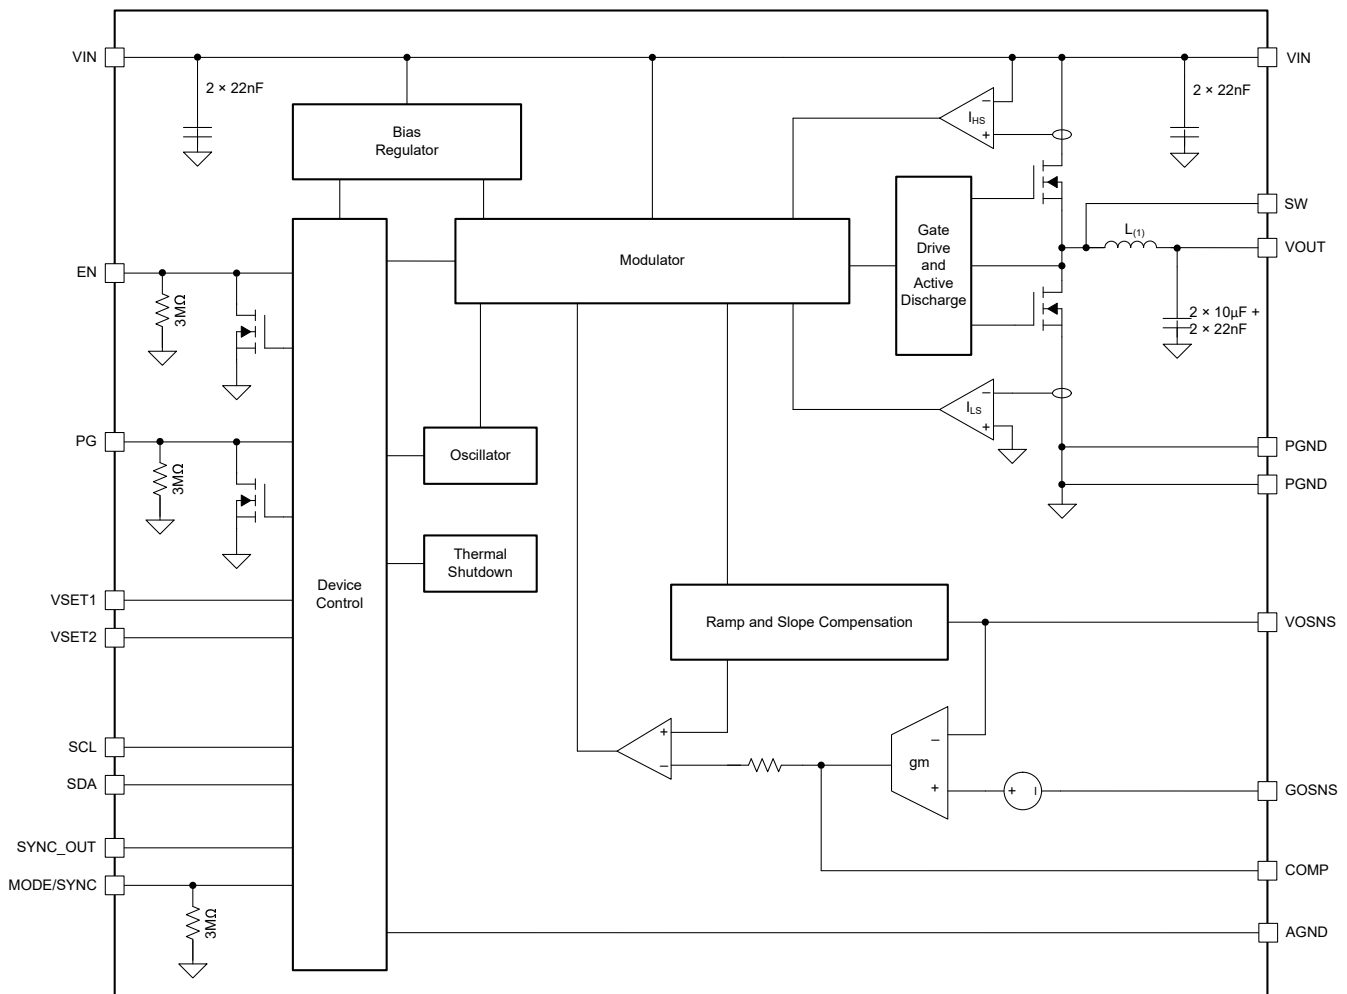 VIN
2 × 22nF
Bias
Regulator
I_HS
−
+
2 × 22nF
VIN
SW
Gate
Drive
and
Active
Discharge
L(1)
VOUT
Modulator
EN
3MΩ
2 × 10µF +
2 × 22nF
I_LS
−
+
PG
3MΩ
Oscillator
PGND
PGND
Thermal
Shutdown
Device
Control
VSET1
VSET2
Ramp and Slope Compensation
VOSNS
SCL
SDA
+
−
gm
−
+
+
−
GOSNS
SYNC_OUT
MODE/SYNC
3MΩ
COMP
AGND